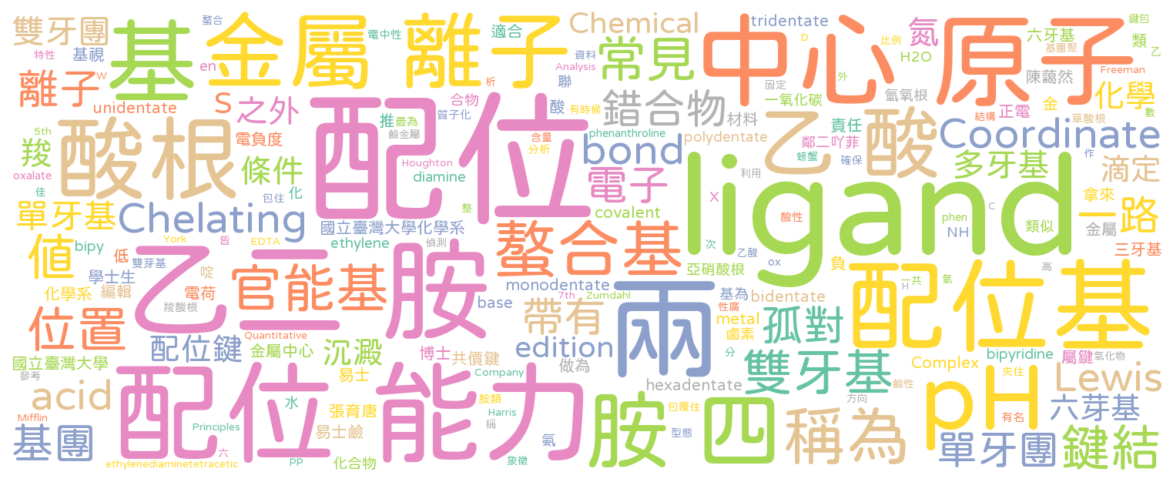 雙牙團
基視
特性
W
en
基
金屬
離子
螯合
電中性
適合
Chemical
資料
Analysis
析
常見
tridentate
D
固定
中心
比例
外
氮
H2O
原子
六牙基
基團聚
陳藹然
類
鍵包
乙
Freeman
離子
unidentate
S
之外
電負度
合物
質子化
推
最為
鹼金屬
酸
有時候
聯
錯合物
材料
一氧化碳
氫氧根
結構
正電
金
草酸根
化學
數
5th
羧
oxalate
佳
酸根
條件
配位
Houghton
diamine
含量
分析
phenanthroline
bond
polydentate
乙
酸
鄰二吖菲
責任
螃蟹
確保
Coordinate
作
多牙基
拿來
滴定
單牙基
包住
化
Chelating
國立臺灣大學化學系
整
電子
covalent
X
利用
ligand
phen
NH
C
類似
一路
金屬
三牙基
值
bipy
York
皆
EDTA
ethylene
偵測
螯合基
次
乙酸
酸性
ox
亞硝酸根
負
共
H
氫
高
配位基
低
雙芽基
學士生
啶
化學系
編輯
羧酸根
乙二胺
官能基
電荷
monodentate
7th
Zumdahl
base
基為
性廣
bidentate
metal
鹵素
位置
Quantitative
配位鍵
金屬中心
沉澱
博士
共價鍵
edition
帶有
兩
分
孤對
國立臺灣大學
參考
易士
Company
做為
hexadentate
雙牙基
鹼性
Complex
夾住
bipyridine
屬鍵
氧化物
acid
Mifflin
基團
配位
能力
水
Principles
六
PP
張育唐
易士鹼
化合物
胺類
Harris
稱
氨
象徵
胺
四
包覆住
型態
稱為
方向
pH
有名
Lewis
六芽基
單牙團
鍵結
ethylenediaminetetracetic